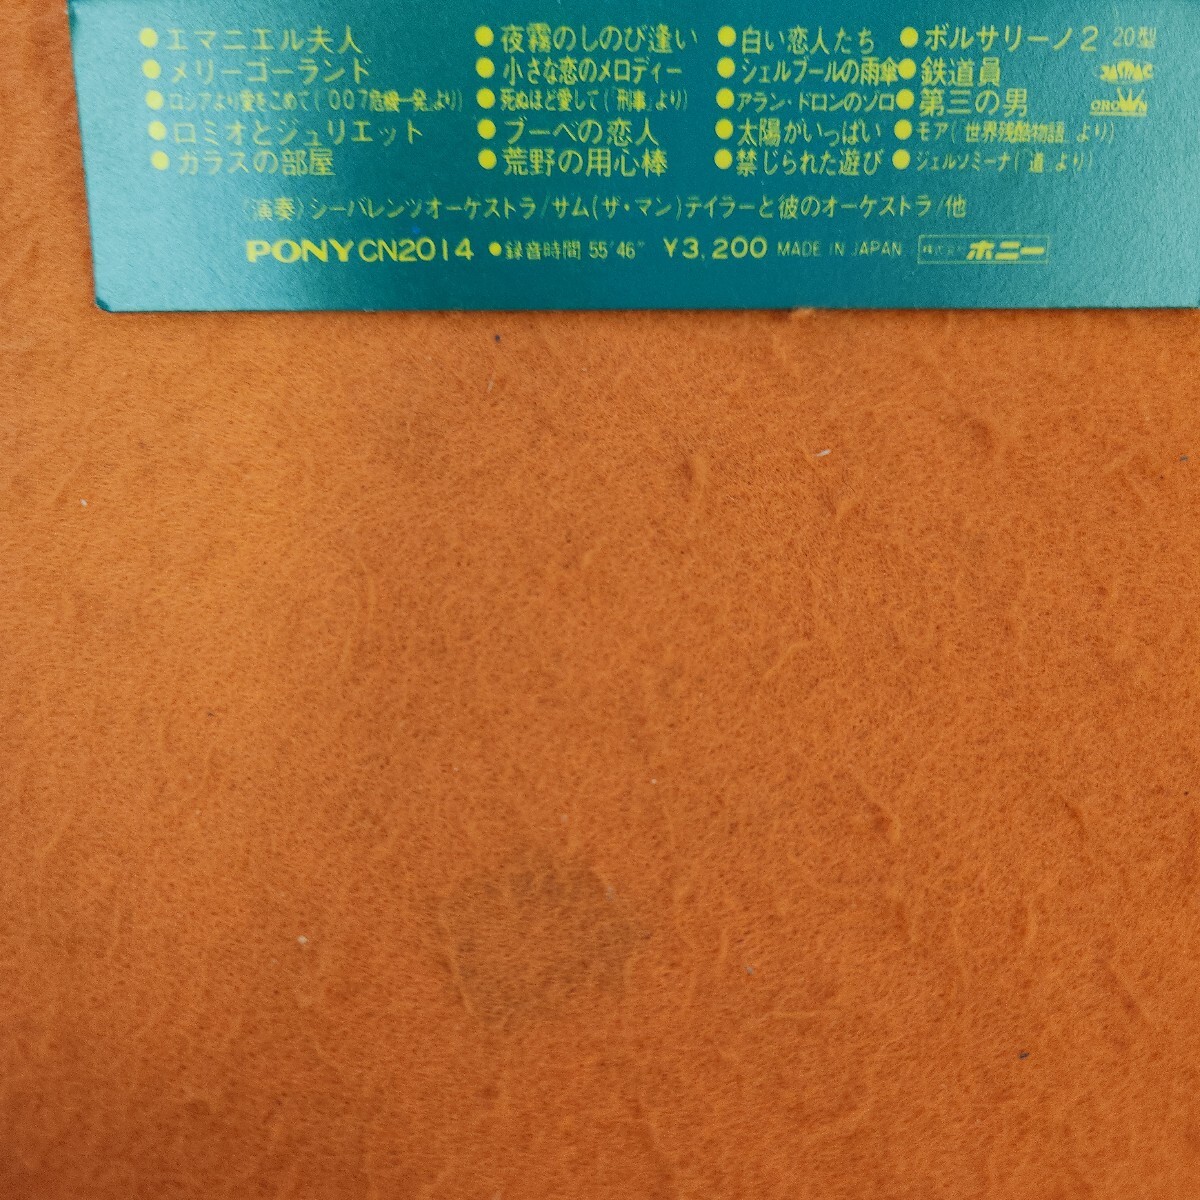 ●エマニエル夫人 ●夜霧のしのび逢い ●白い恋人たち ●ボルサリーノ2 20型
●メリーゴーランド ●小さな恋のメロディー ●シェルブールの雨傘 ●鉄道員 JASRAC
●ロシアより愛をこめて(「007危機一発」より) ●死ぬほど愛して(「刑事」より) ●アラン・ドロンのゾロ ●第三の男 CROWN
●ロミオとジュリエット ●ブーベの恋人 ●太陽がいっぱい ●モア(「世界残酷物語」より)
●ガラスの部屋 ●荒野の用心棒 ●禁じられた遊び ●ジェルソミーナ(「道」より)
〈演奏〉シーバレンツオーケストラ/サム(ザ・マン)テイラーと彼のオーケストラ/他
PONY CN2014 ●録音時間 55′46″ ¥3,200 MADE IN JAPAN 株式会社ポニー